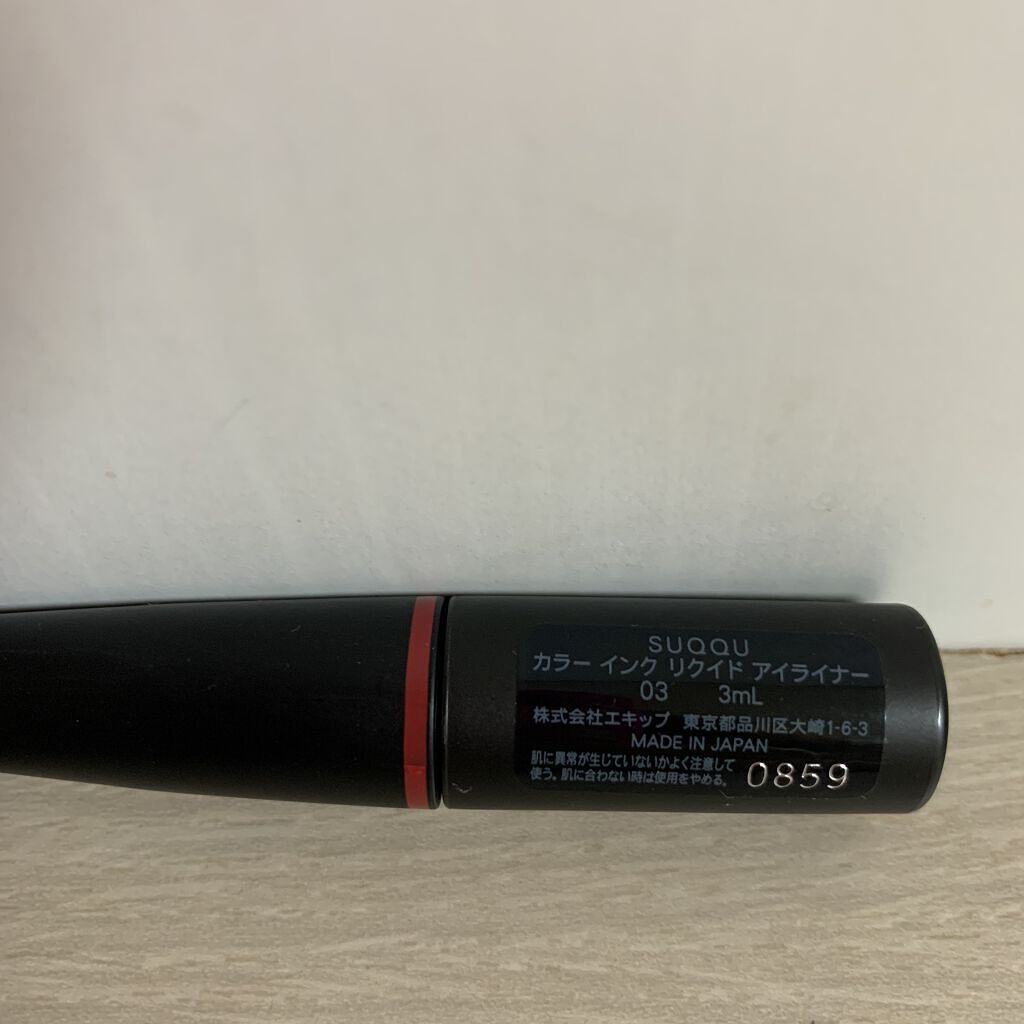 SUQQU
カラー インク リクイド アイライナー
03 3mL
株式会社エキップ 東京都品川区大崎1-6-3
MADE IN JAPAN
肌に異常が生じていないかよく注意して
使う。肌に合わない時は使用をやめる。 0859